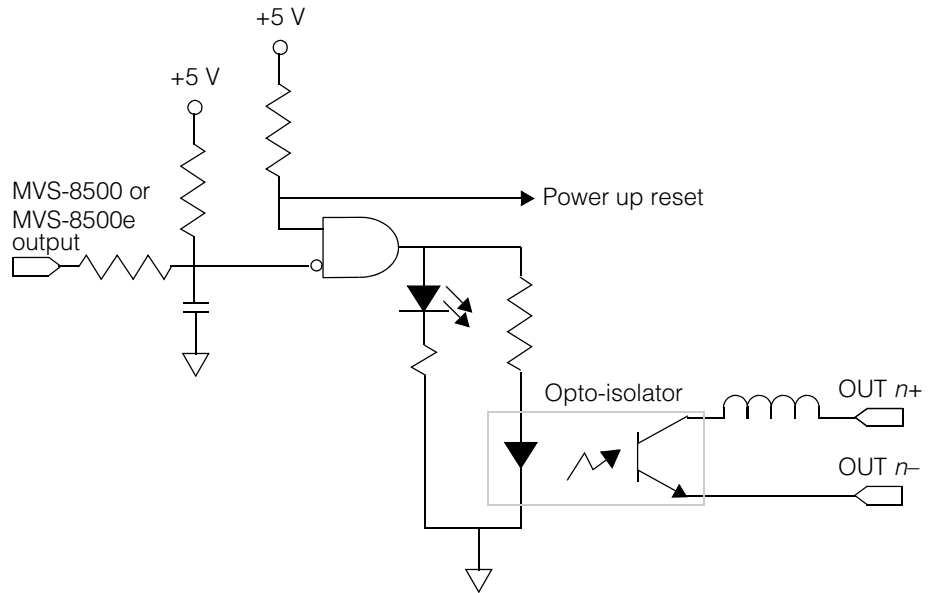 +5 V
+5 V
MVS-8500 or
MVS-8500e
output
Power up reset
Opto-isolator
OUT n+
OUT n–